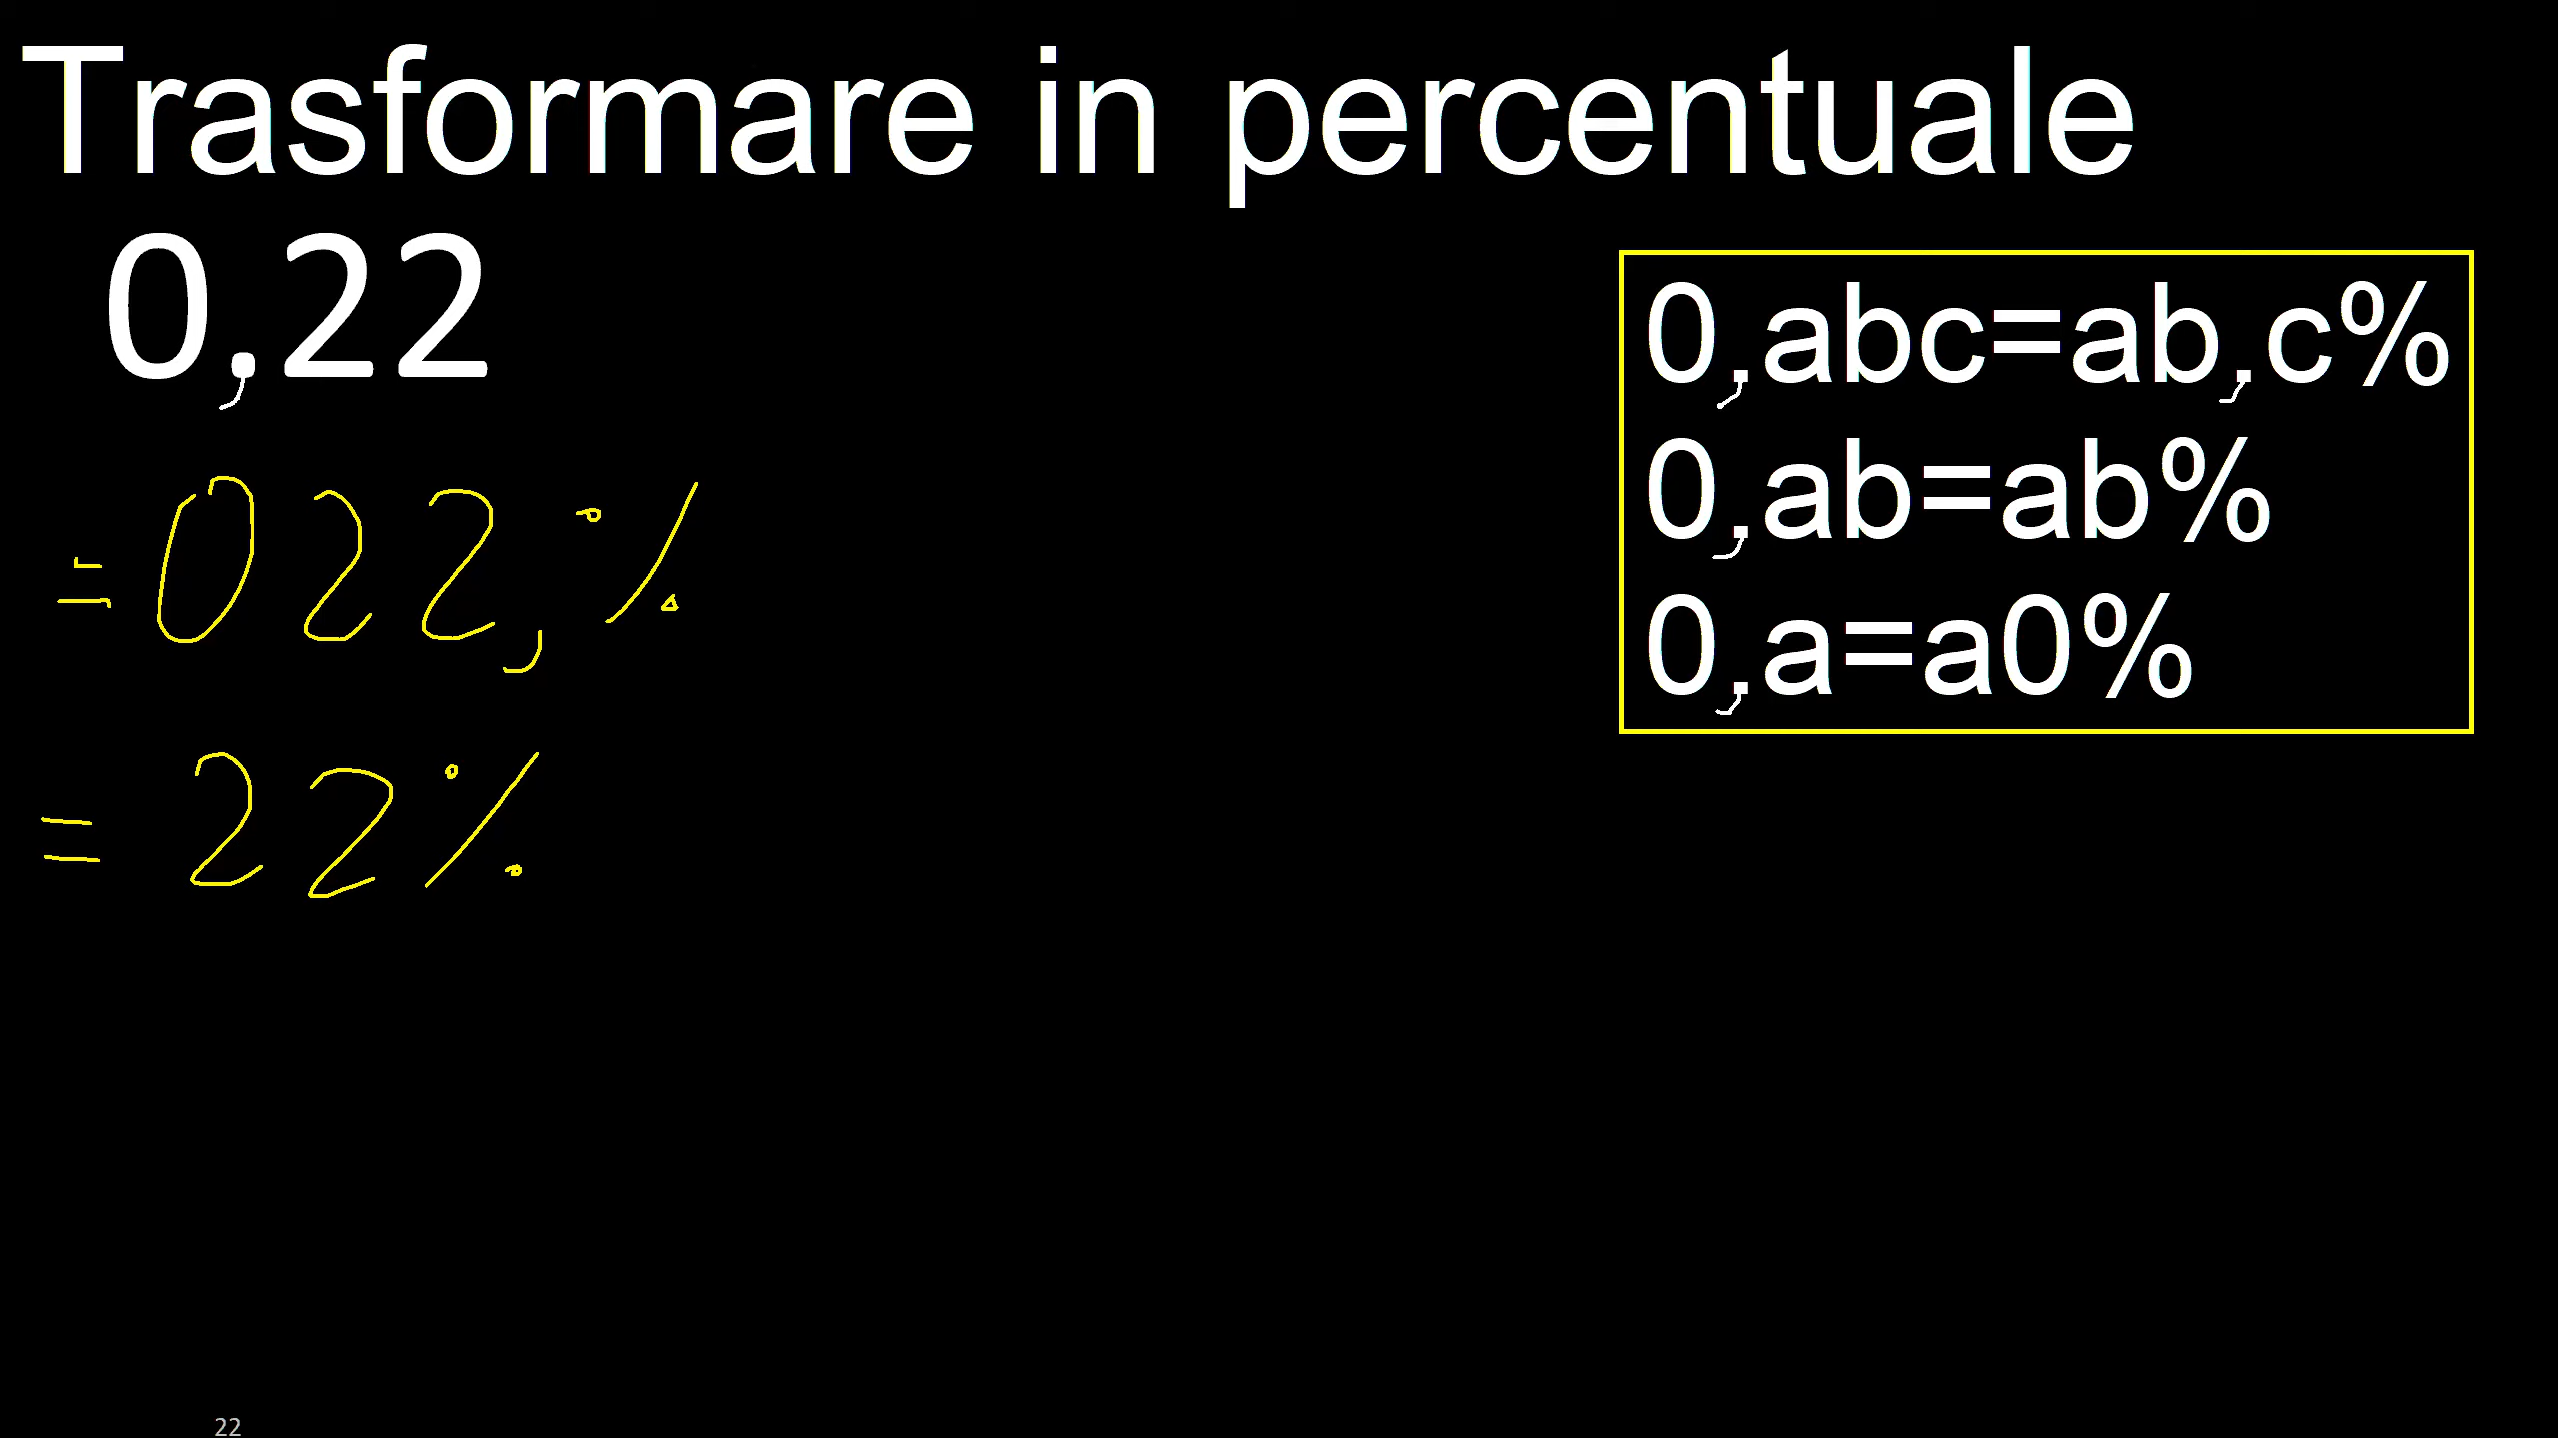 Trasformare in percentuale
0,22
=022,%
=22%
0,abc=ab,c%
0,ab=ab%
0,a=a0%
22